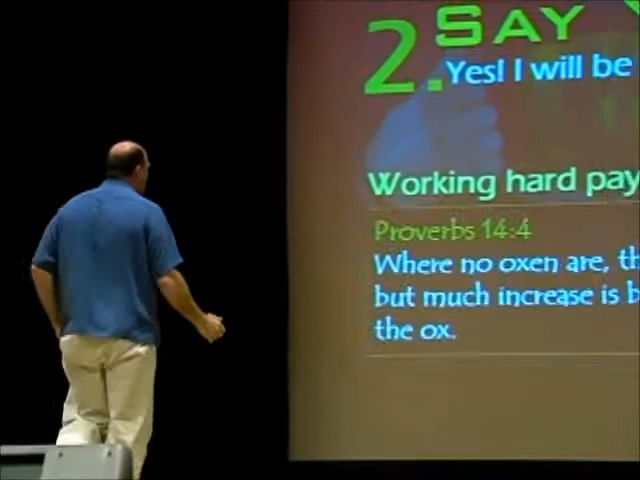 2. SAY
Yes! I will be
Working hard pay
Proverbs 14:4
Where no oxen are, th
but much increase is b
the ox.